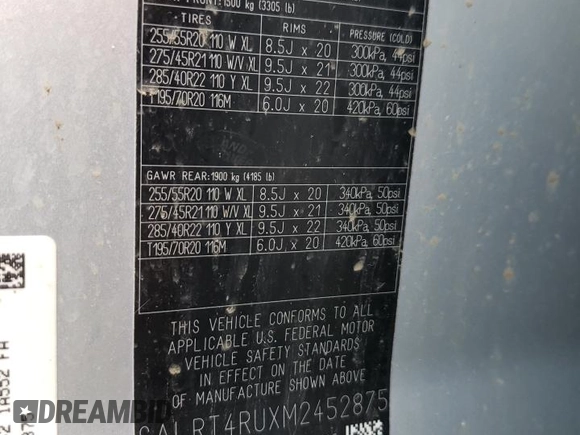 FRONT: 1500 kg (3305 lb)
TIRES RIMS PRESSURE (COLD)
255/55R20 110 W XL 8.5J x 20 300kPa, 44psi
275/45R21 110 W/V XL 9.5J x 21 300kPa, 44psi
285/40R22 110 Y XL 9.5J x 22 300kPa, 44psi
T195/70R20 116M 6.0J x 20 420kPa, 60psi
GAWR REAR: 1900 kg (4185 lb)
255/55R20 110 W XL 8.5J x 20 340kPa, 50psi
275/45R21 110 W/V XL 9.5J x 21 340kPa, 50psi
285/40R22 110 Y XL 9.5J x 22 340kPa, 50psi
T195/70R20 116M 6.0J x 20 420kPa, 60psi
THIS VEHICLE CONFORMS TO ALL
APPLICABLE U.S. FEDERAL MOTOR
VEHICLE SAFETY STANDARDS
IN EFFECT ON THE DATE
OF MANUFACTURE SHOWN ABOVE
SALRT4RUXM2452875
2 1A552 FA
875
DREAMBID